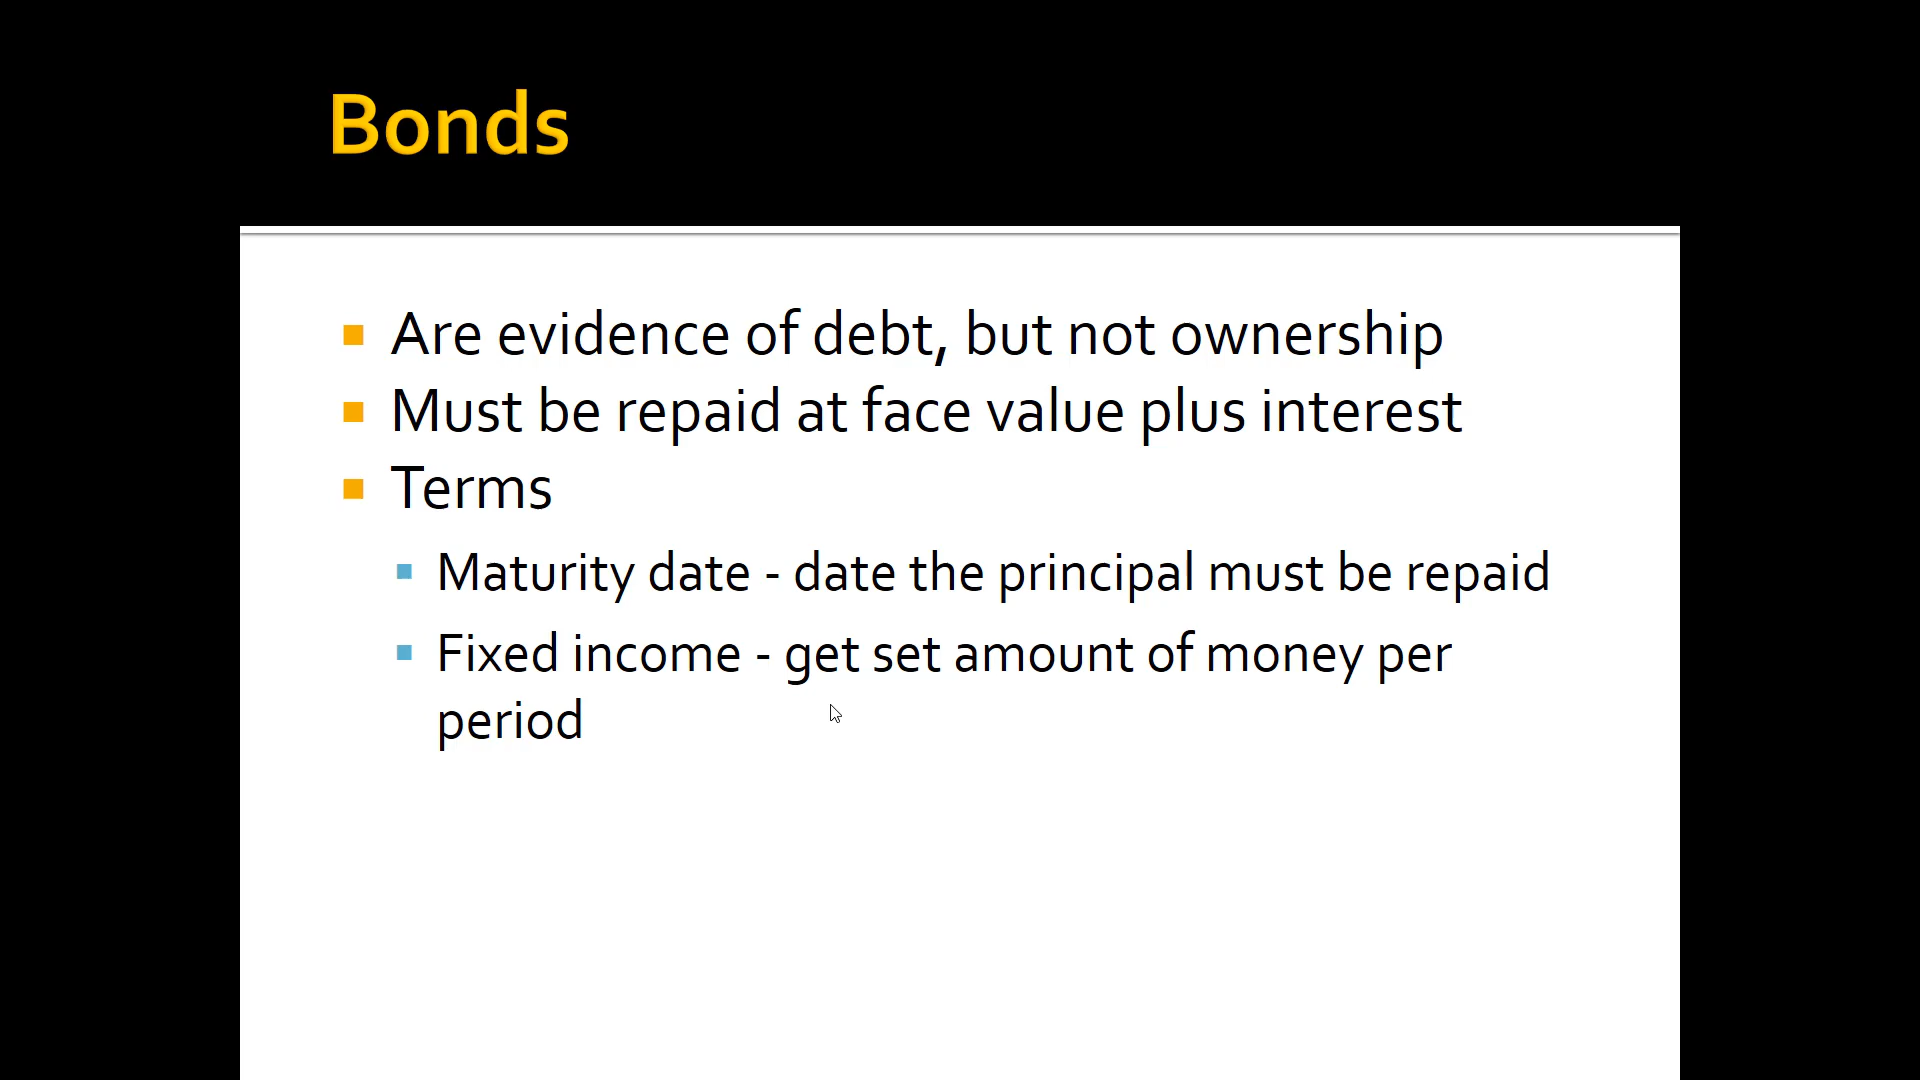 Bonds
Are evidence of debt, but not ownership
Must be repaid at face value plus interest
Terms
Maturity date - date the principal must be repaid
Fixed income - get set amount of money per
period